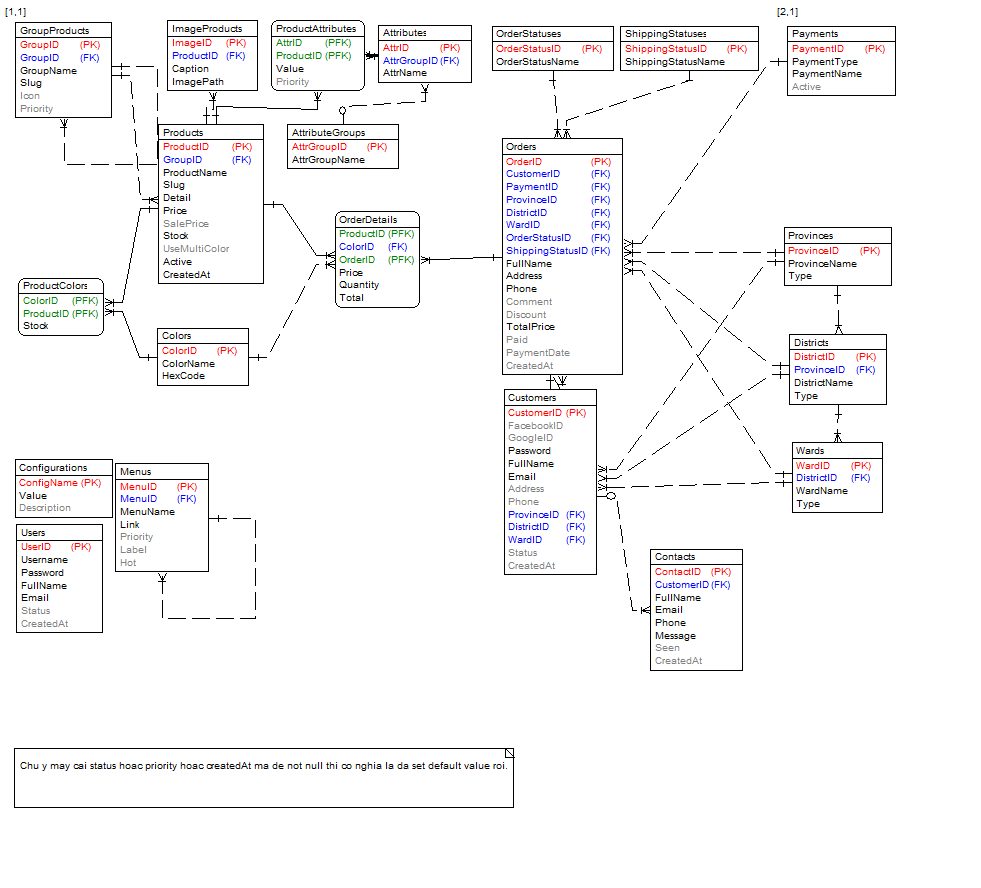 [1,1]
[2,1]
GroupProducts
GroupID (PK)
GroupID (FK)
GroupName
Slug
Icon
Priority
ImageProducts
ImageID (PK)
ProductID (FK)
Caption
ImagePath
ProductAttributes
AttrID (PFK)
ProductID (PFK)
Value
Priority
Attributes
AttrID (PK)
AttrGroupID (FK)
AttrName
OrderStatuses
OrderStatusID (PK)
OrderStatusName
ShippingStatuses
ShippingStatusID (PK)
ShippingStatusName
Payments
PaymentID (PK)
PaymentType
PaymentName
Active
Products
ProductID (PK)
GroupID (FK)
ProductName
Slug
Detail
Price
SalePrice
Stock
UseMultiColor
Active
CreatedAt
AttributeGroups
AttrGroupID (PK)
AttrGroupName
Orders
OrderID (PK)
CustomerID (FK)
PaymentID (FK)
ProvinceID (FK)
DistrictID (FK)
WardID (FK)
OrderStatusID (FK)
ShippingStatusID (FK)
FullName
Address
Phone
Comment
Discount
TotalPrice
Paid
PaymentDate
CreatedAt
OrderDetails
ProductID (PFK)
ColorID (FK)
OrderID (PFK)
Price
Quantity
Total
Provinces
ProvinceID (PK)
ProvinceName
Type
ProductColors
ColorID (PFK)
ProductID (PFK)
Stock
Colors
ColorID (PK)
ColorName
HexCode
Districts
DistrictID (PK)
ProvinceID (FK)
DistrictName
Type
Customers
CustomerID (PK)
FacebookID
GoogleID
Password
FullName
Email
Address
Phone
ProvinceID (FK)
DistrictID (FK)
WardID (FK)
Status
CreatedAt
Wards
WardID (PK)
DistrictID (FK)
WardName
Type
Configurations
ConfigName (PK)
Value
Description
Menus
MenuID (PK)
MenuID (FK)
MenuName
Link
Priority
Label
Hot
Users
UserID (PK)
Username
Password
FullName
Email
Status
CreatedAt
Contacts
ContactID (PK)
CustomerID (FK)
FullName
Email
Phone
Message
Seen
CreatedAt
Chu y may cai status hoac priority hoac createdAt ma de not null thi co nghia la da set default value roi.